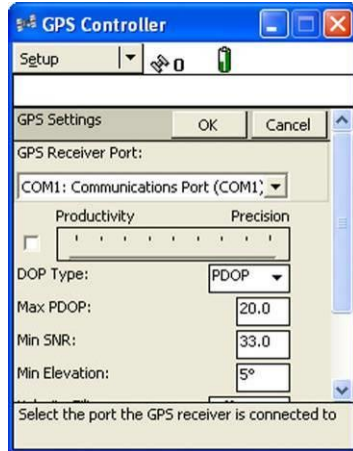 GPS Controller
Setup 0
GPS Settings OK Cancel
GPS Receiver Port:
COM1: Communications Port (COM1)
Productivity Precision
DOP Type: PDOP
Max PDOP: 20.0
Min SNR: 33.0
Min Elevation: 5°
Select the port the GPS receiver is connected to